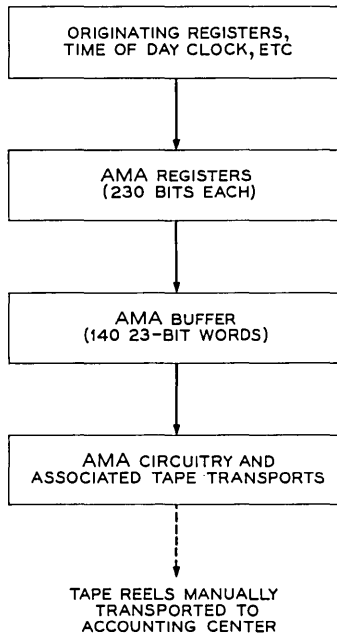 ORIGINATING REGISTERS,
TIME OF DAY CLOCK, ETC
AMA REGISTERS
(230 BITS EACH)
AMA BUFFER
(140 23-BIT WORDS)
AMA CIRCUITRY AND
ASSOCIATED TAPE TRANSPORTS
TAPE REELS MANUALLY
TRANSPORTED TO
ACCOUNTING CENTER